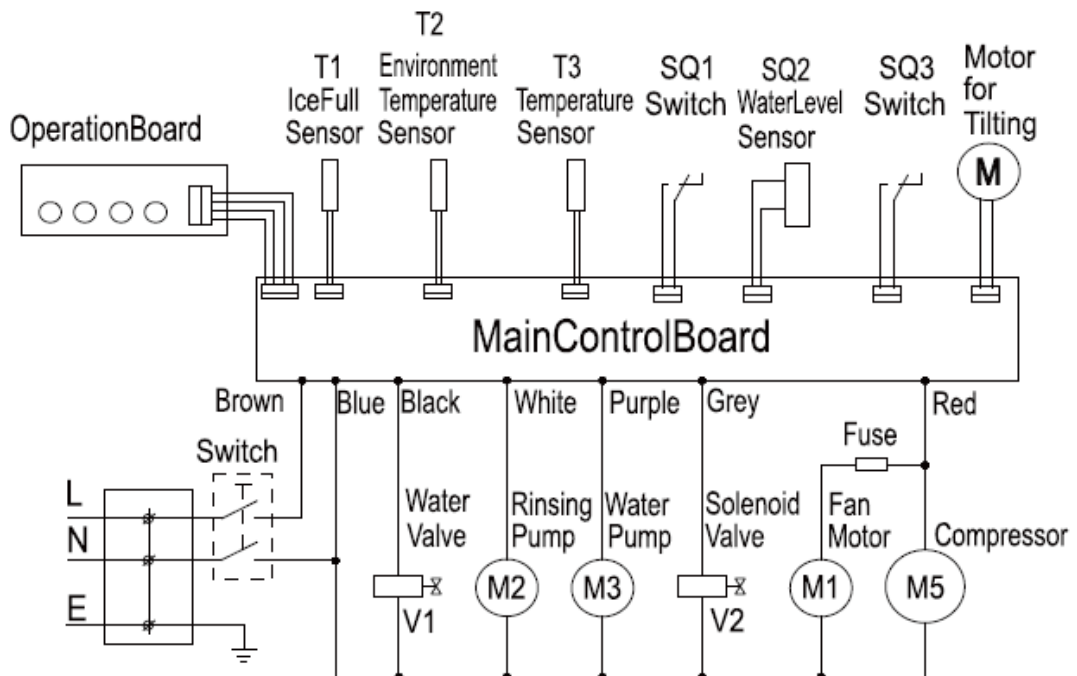 OperationBoard
T1
IceFull
Sensor
T2
Environment
Temperature
Sensor
T3
Temperature
Sensor
SQ1
Switch
SQ2
WaterLevel
Sensor
SQ3
Switch
Motor
for
Tilting
M
MainControlBoard
Brown
Blue
Black
White
Purple
Grey
Red
Switch
L
N
E
Water
Valve
V1
Rinsing
Pump
M2
Water
Pump
M3
Solenoid
Valve
V2
Fuse
Fan
Motor
M1
Compressor
M5